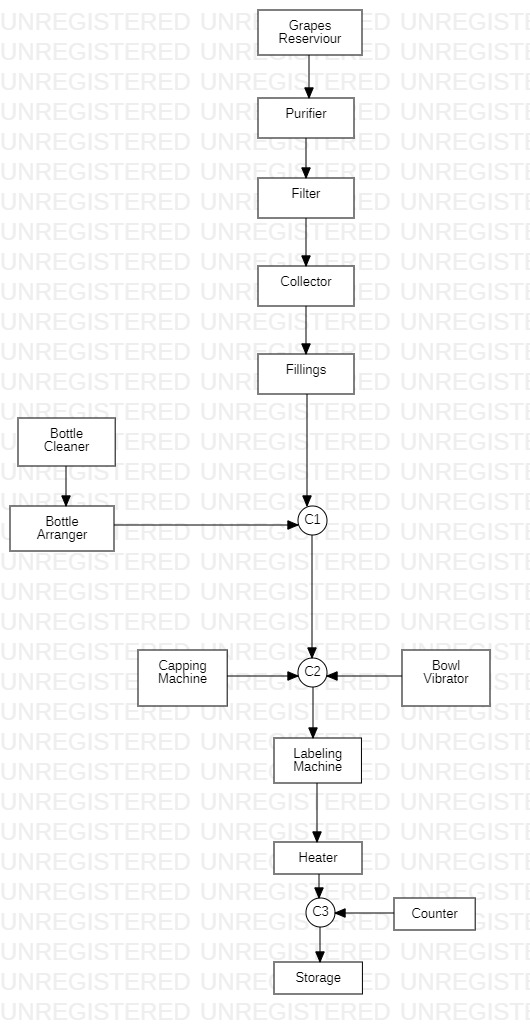 Grapes
Reserviour
Purifier
Filter
Collector
Fillings
Bottle
Cleaner
Bottle
Arranger
C1
Capping
Machine
C2
Bowl
Vibrator
Labeling
Machine
Heater
C3
Counter
Storage
UNREGISTERED